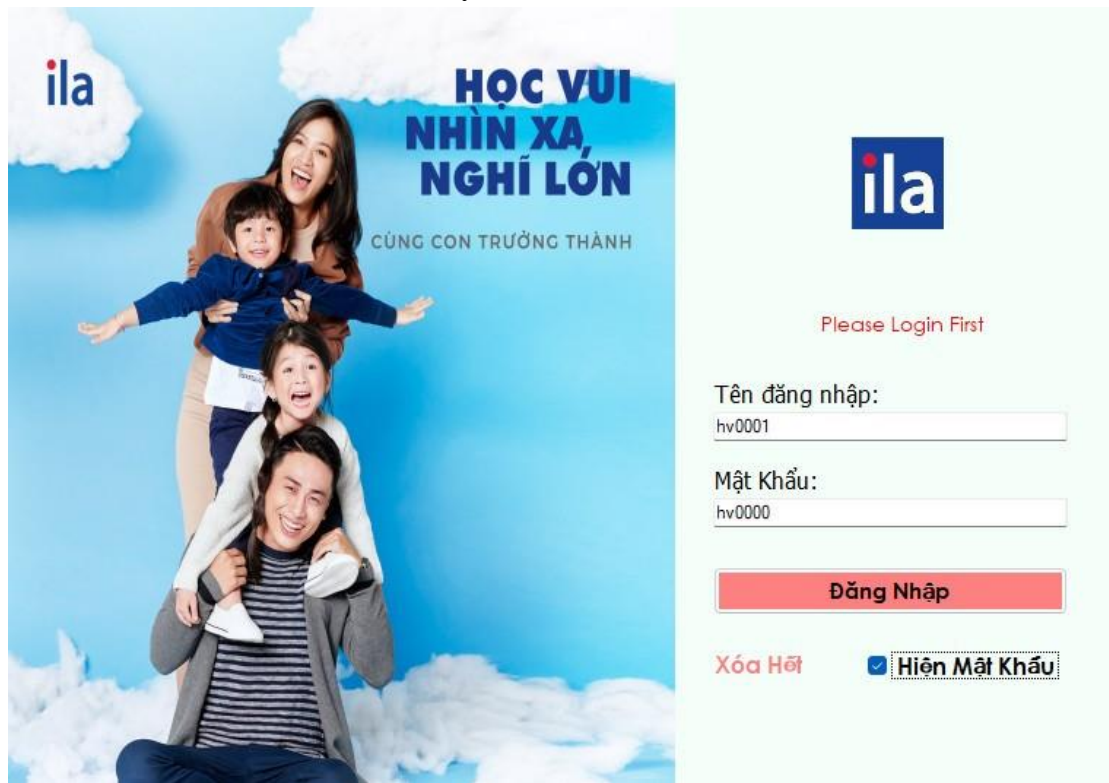 ila
HỌC VUI
NHÌN XA,
NGHĨ LỚN
CÙNG CON TRƯỞNG THÀNH
ila
Please Login First
Tên đăng nhập:
hv0001
Mật Khẩu:
hv0000
Đăng Nhập
Xóa Hết
Hiện Mật Khẩu